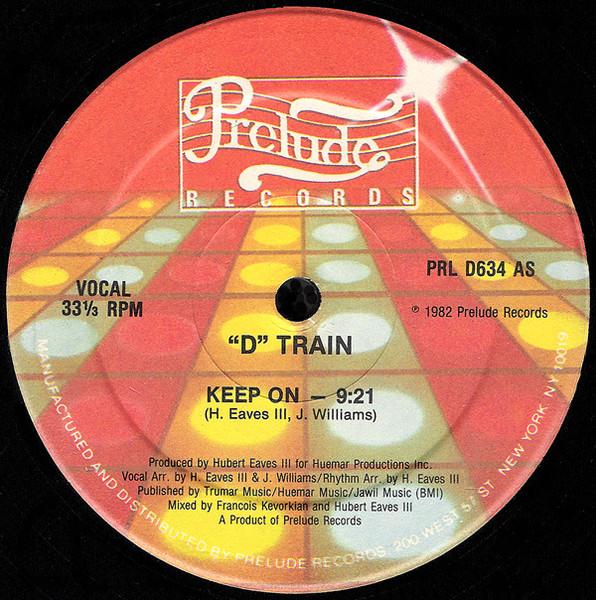 Prelude
RECORDS
VOCAL
33⅓ RPM
PRL D634 AS
℗ 1982 Prelude Records
"D" TRAIN
KEEP ON — 9:21
(H. Eaves III, J. Williams)
Produced by Hubert Eaves III for Huemar Productions Inc.
Vocal Arr. by H. Eaves III & J. Williams/Rhythm Arr. by H. Eaves III
Published by Trumar Music/Huemar Music/Jawil Music (BMI)
Mixed by Francois Kevorkian and Hubert Eaves III
A Product of Prelude Records
MANUFACTURED AND DISTRIBUTED BY PRELUDE RECORDS 200 WEST 57 ST NEW YORK NY 10019